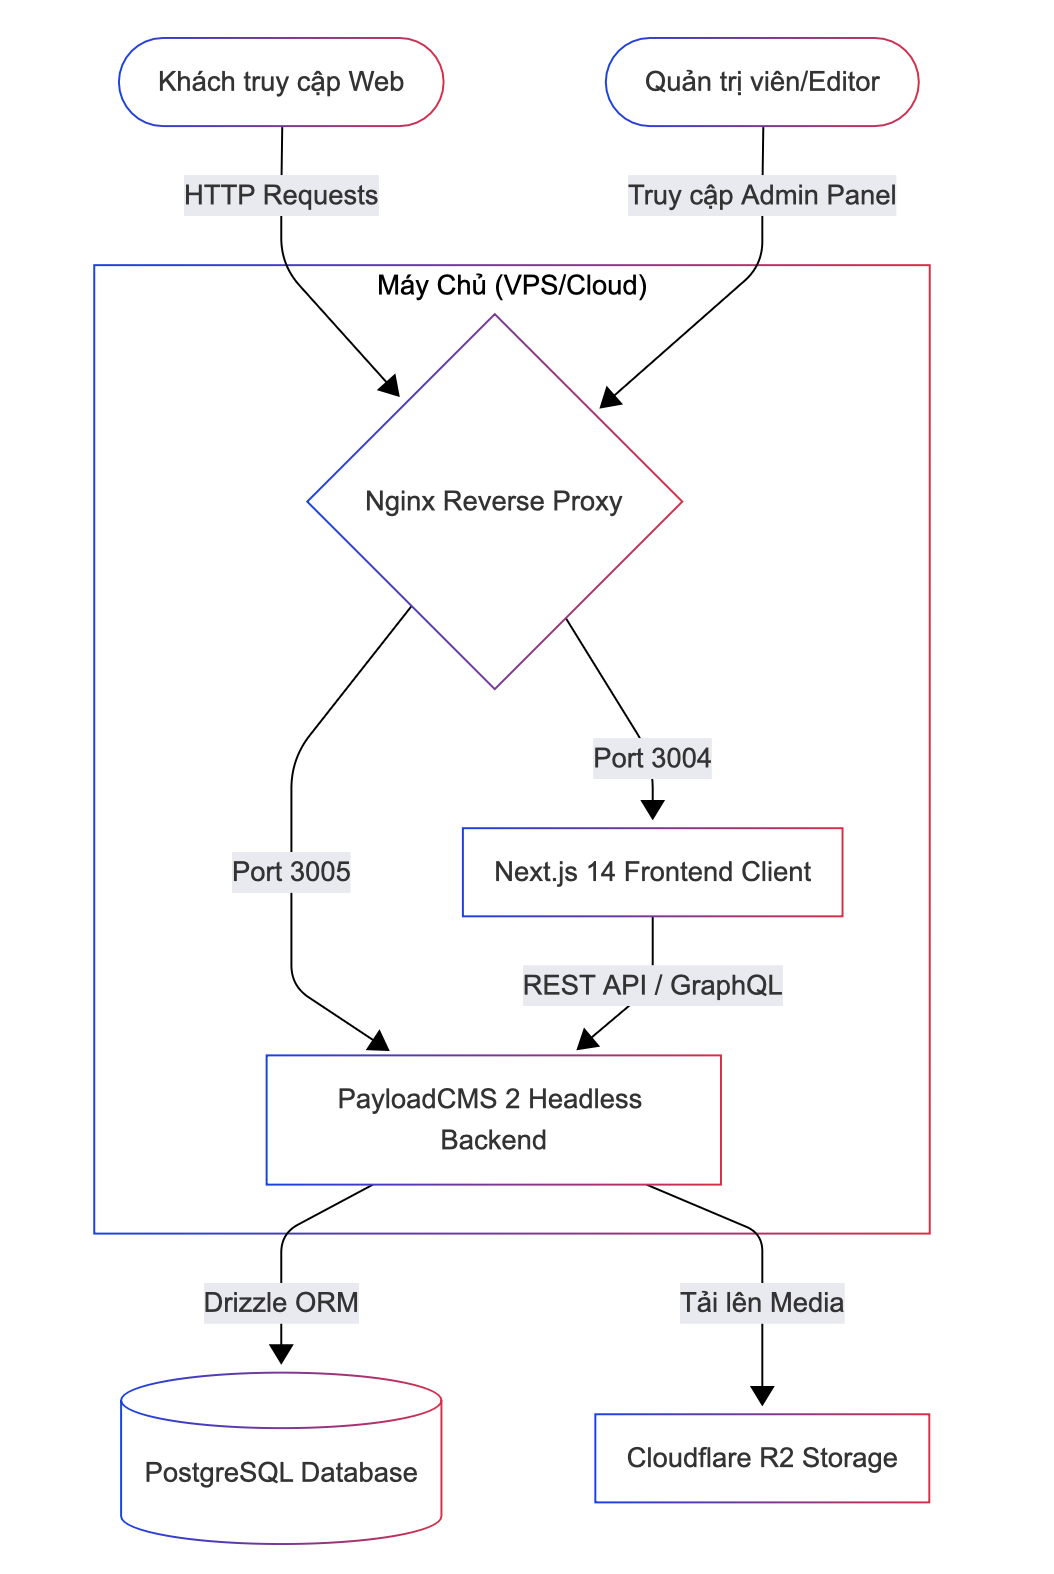 Khách truy cập Web
Quản trị viên/Editor
HTTP Requests
Truy cập Admin Panel
Máy Chủ (VPS/Cloud)
Nginx Reverse Proxy
Port 3004
Port 3005
Next.js 14 Frontend Client
REST API / GraphQL
PayloadCMS 2 Headless
Backend
Drizzle ORM
Tải lên Media
PostgreSQL Database
Cloudflare R2 Storage